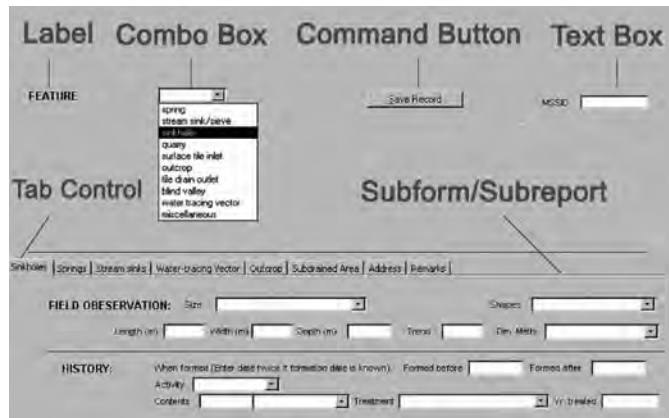 Label Combo Box Command Button Text Box
FEATURE
Save Record
MSSID
spring
stream sink/sieve
sinkhole
quarry
surface tile inlet
outcrop
tile drain outlet
blind valley
water tracing vector
miscellaneous
Tab Control
Subform/Subreport
Sinkholes Springs Stream sinks Water-tracing Vector Outcrop Subdrained Area Address Remarks
FIELD OBESERVATION: Size Shapes
Length (m) Width (m) Depth (m) Trend Dim. Meth.
HISTORY: When formed (Enter date twice if formation date is known). Formed before Formed after
Activity
Contents Treatment Yr. treated